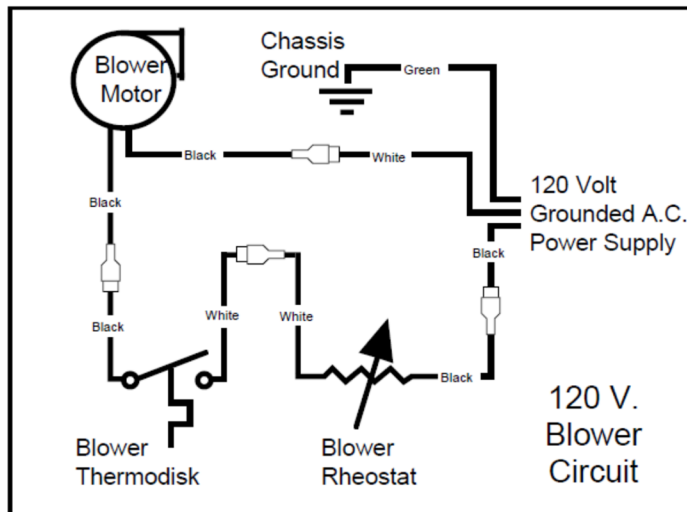 Blower
Motor
Chassis
Ground
Green
Black
White
Black
120 Volt
Grounded A.C.
Power Supply
Black
Black
White
White
Black
Blower
Thermodisk
Blower
Rheostat
120 V.
Blower
Circuit